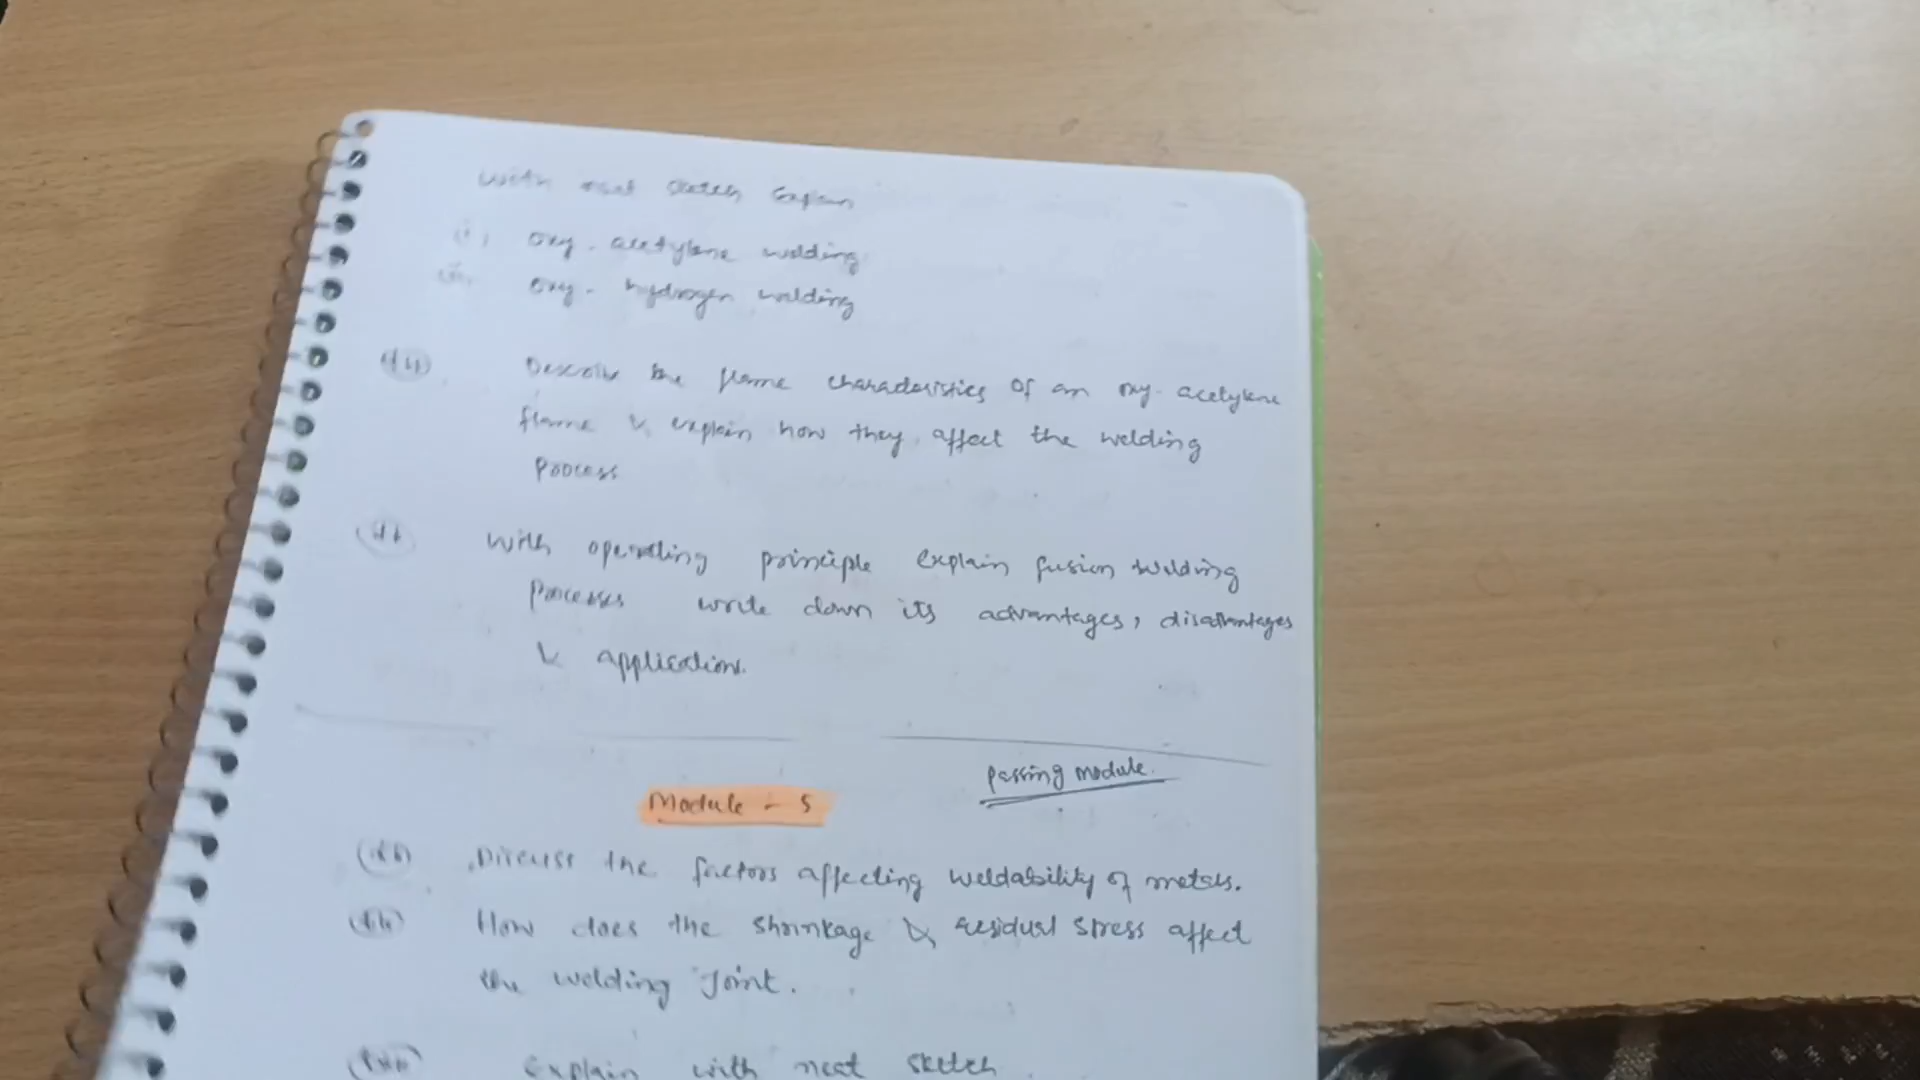 with neat sketch explain
(i) oxy-acetylene welding
oxy-hydrogen welding
Describe the flame characteristics of an oxy-acetylene
flame & explain how they affect the welding
process
with operating principle explain fusion welding
processes write down its advantages, disadvantages
& application.
passing module.
Module - 5
Discuss the factors affecting weldability of metals.
How does the shrinkage & residual stress affect
the welding joint.
Explain with neat sketch